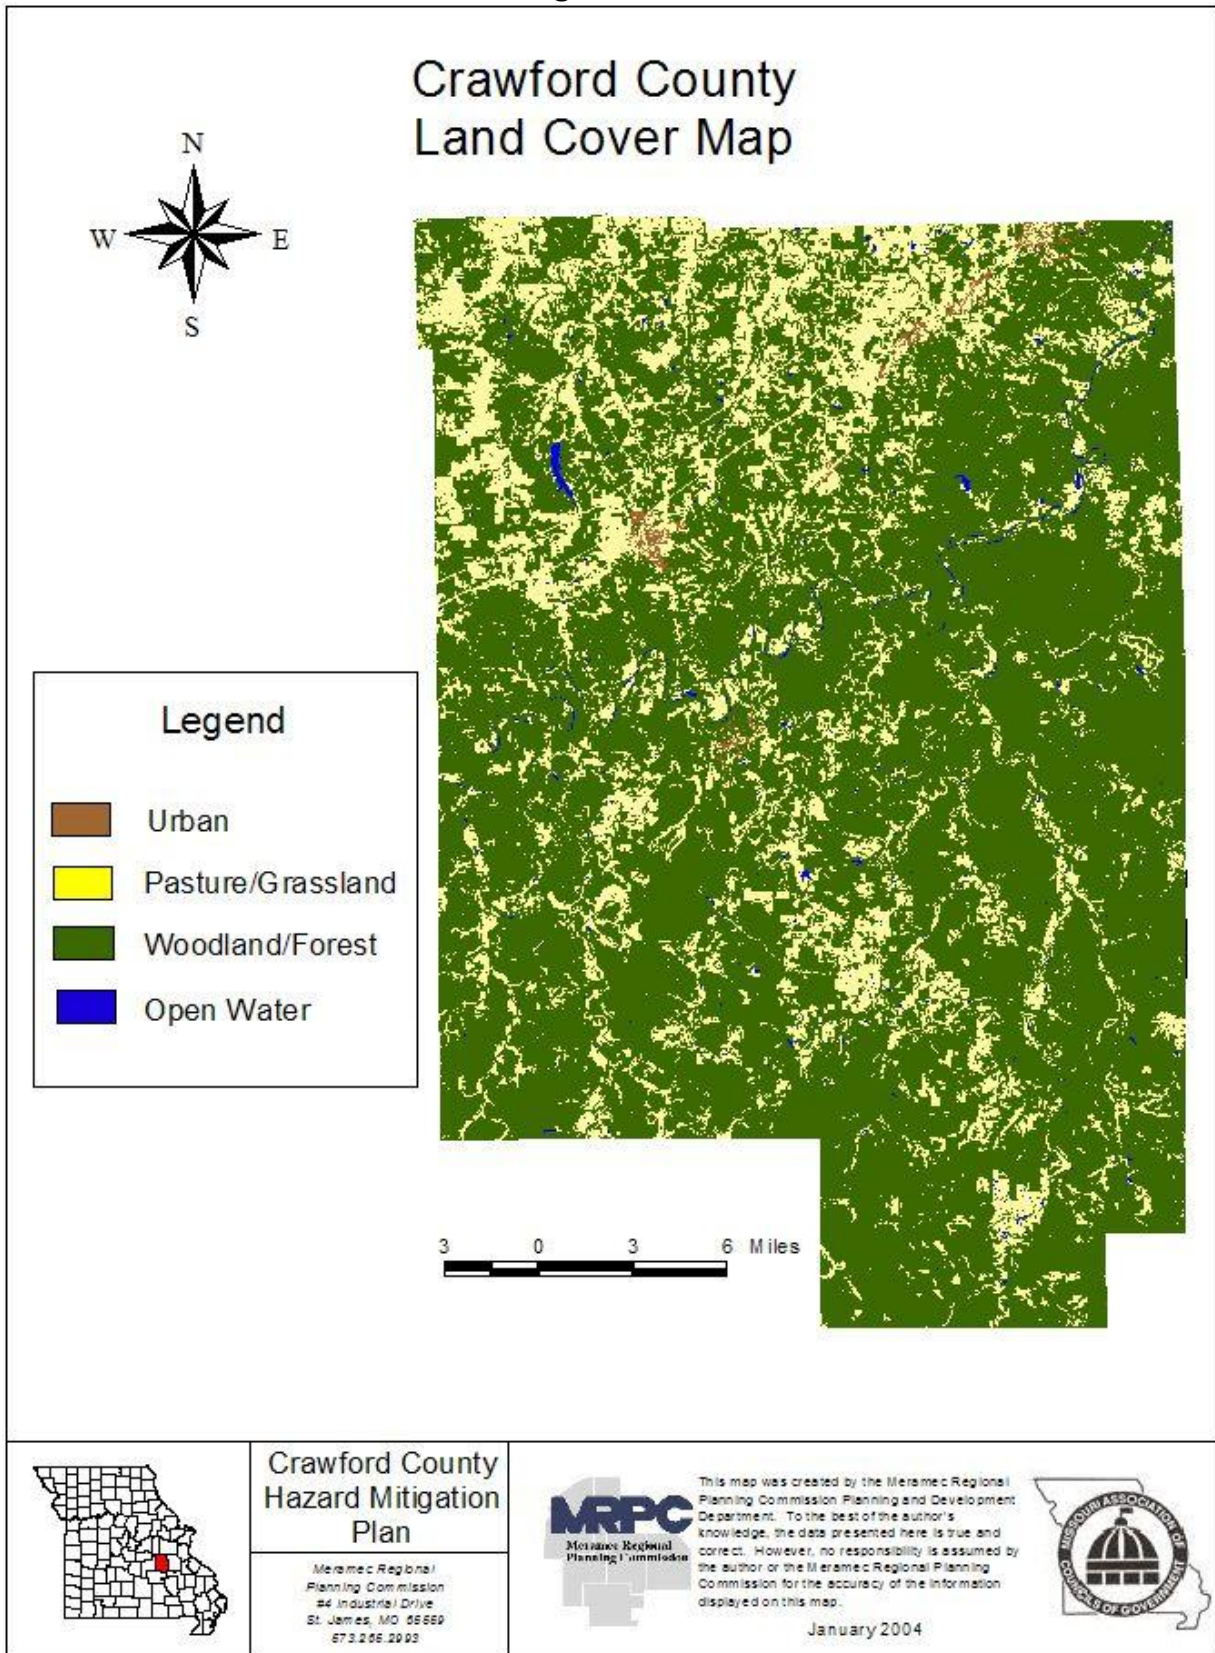 Crawford County
Land Cover Map
N
W E
S
Legend
Urban
Pasture/Grassland
Woodland/Forest
Open Water
3 0 3 6 Miles
Crawford County
Hazard Mitigation
Plan
Meramec Regional
Planning Commission
#4 Industrial Drive
St. James, MO 65559
573.265.2993
MRPC
Meramec Regional
Planning Commission
This map was created by the Meramec Regional
Planning Commission Planning and Development
Department. To the best of the author's
knowledge, the data presented here is true and
correct. However, no responsibility is assumed by
the author or the Meramec Regional Planning
Commission for the accuracy of the information
displayed on this map.
January 2004
MISSOURI ASSOCIATION OF
COUNCILS OF GOVERNMENT